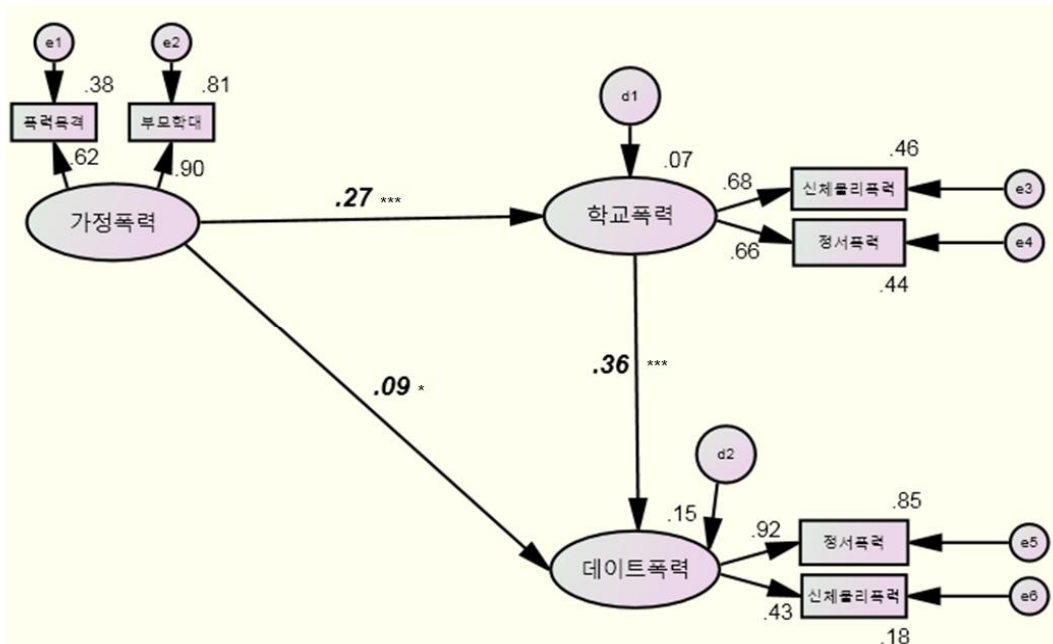 e1
e2
.38
.81
폭력목격
부모학대
.62
.90
가정폭력
d1
.07
.27 ***
학교폭력
.68
.46
신체물리폭력
e3
.66
정서폭력
e4
.44
.36 ***
.09 *
d2
.15
데이트폭력
.92
.85
정서폭력
e5
.43
신체물리폭력
e6
.18